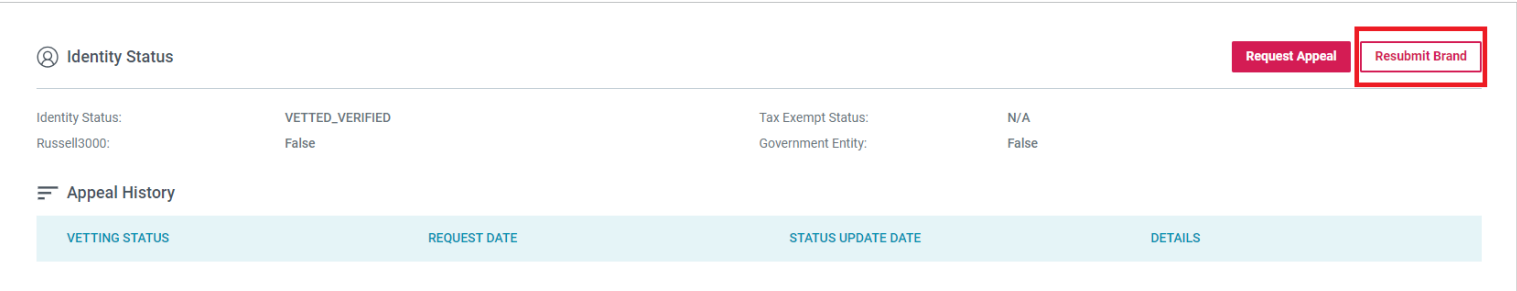 Identity Status
Request Appeal
Resubmit Brand
Identity Status: VETTED_VERIFIED Tax Exempt Status: N/A
Russell3000: False Government Entity: False
Appeal History
VETTING STATUS REQUEST DATE STATUS UPDATE DATE DETAILS